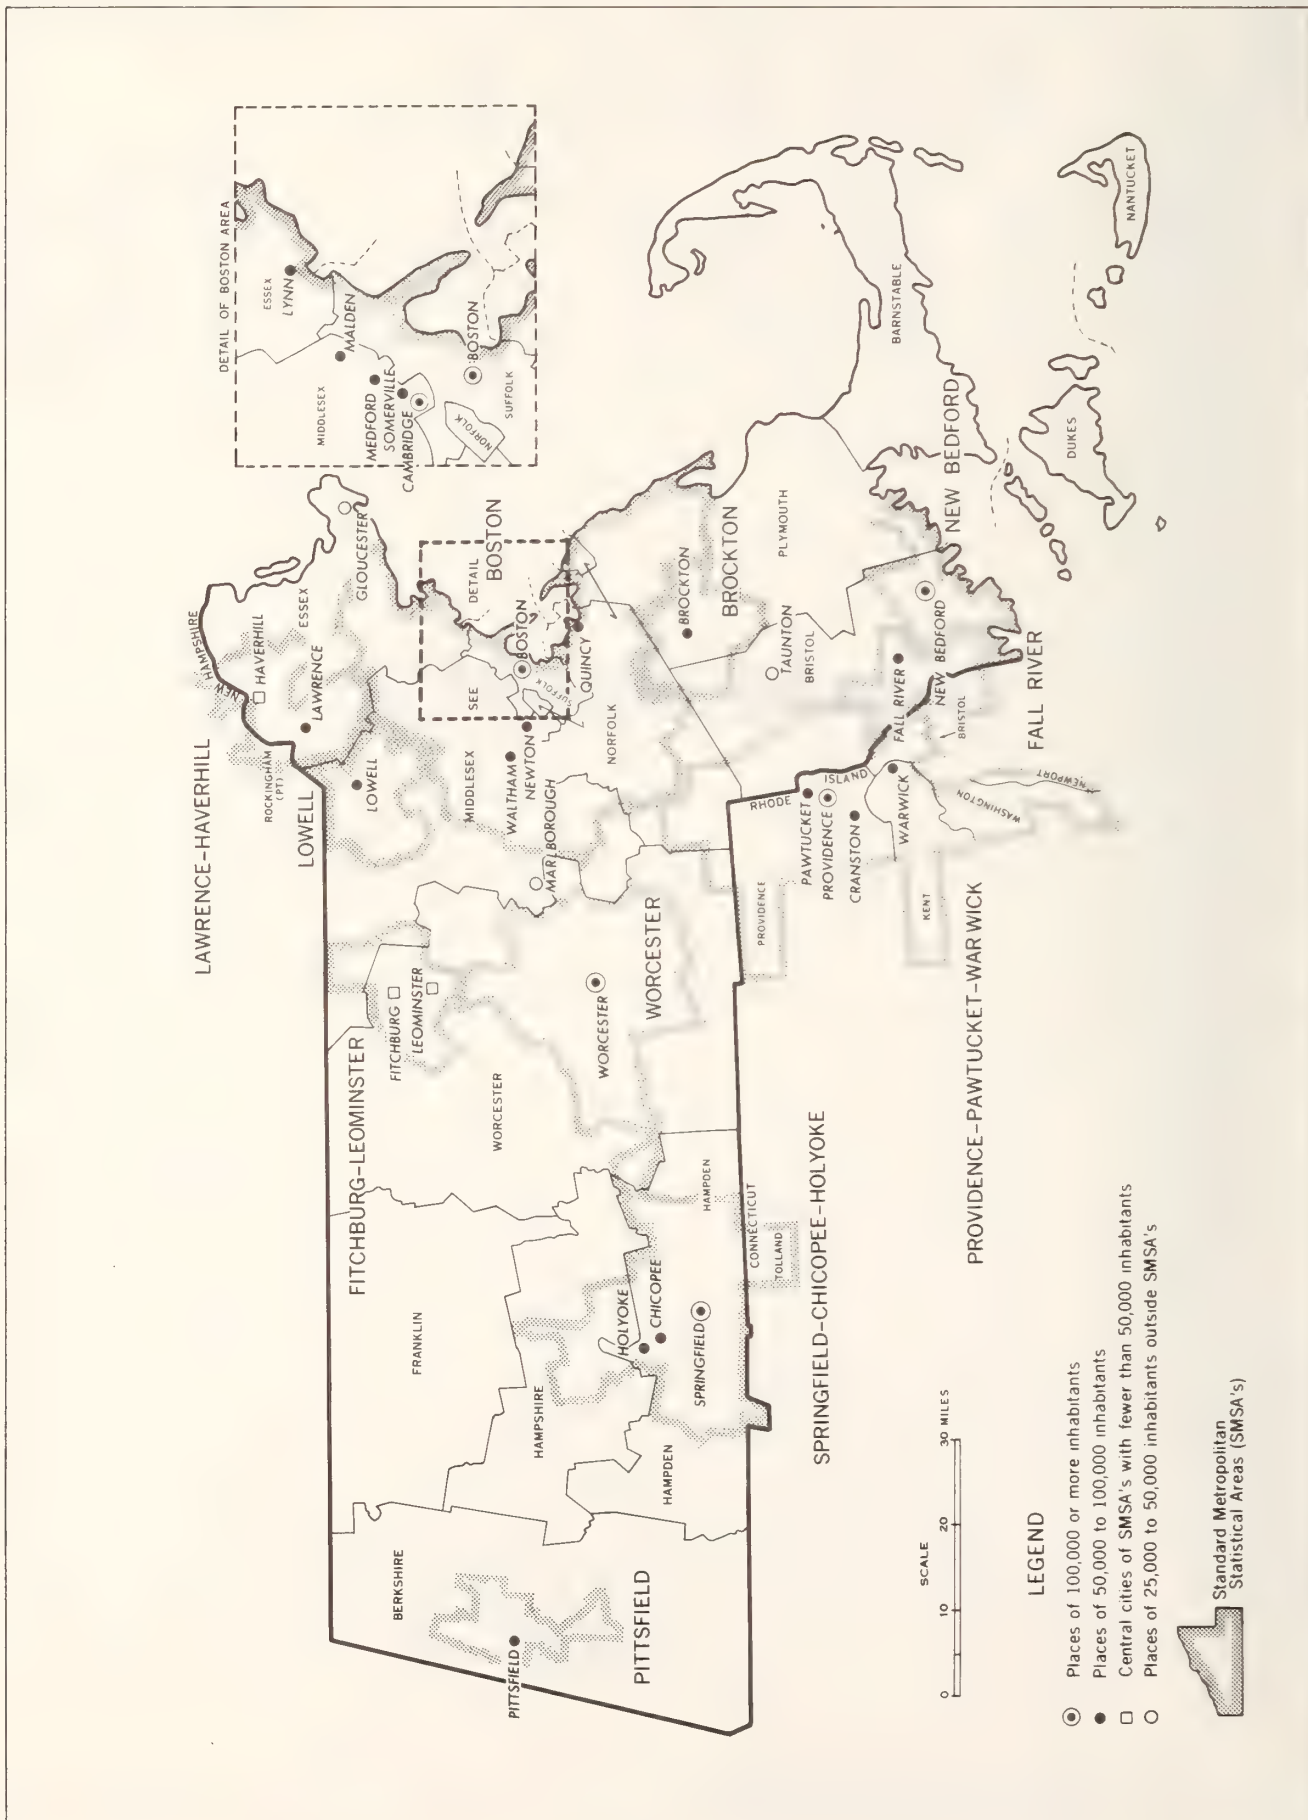 DETAIL OF BOSTON AREA
ESSEX
LYNN
MALDEN
MIDDLESEX
MEDFORD
SOMERVILLE
CAMBRIDGE
BOSTON
NORFOLK
SUFFOLK
LAWRENCE-HAVERHILL
NEW HAMPSHIRE
HAVERHILL
ESSEX
GLOUCESTER
LAWRENCE
ROCKINGHAM
(PT)
LOWELL
LOWELL
SEE
DETAIL
BOSTON
BOSTON
SUFFOLK
QUINCY
MIDDLESEX
WALTHAM
NEWTON
MARLBOROUGH
NORFOLK
FITCHBURG-LEOMINSTER
FITCHBURG
LEOMINSTER
WORCESTER
WORCESTER
WORCESTER
FRANKLIN
HAMPSHIRE
HOLYOKE
CHICOPEE
SPRINGFIELD
HAMPDEN
HAMPDEN
CONNECTICUT
TOLLAND
SPRINGFIELD-CHICOPEE-HOLYOKE
BERKSHIRE
PITTSFIELD
PITTSFIELD
BROCKTON
BROCKTON
PLYMOUTH
TAUNTON
BRISTOL
BARNSTABLE
NEW BEDFORD
NEW BEDFORD
FALL RIVER
FALL RIVER
BRISTOL
DUKES
NANTUCKET
RHODE ISLAND
PAWTUCKET
PROVIDENCE
CRANSTON
WARWICK
PROVIDENCE
KENT
WASHINGTON
NEWPORT
PROVIDENCE-PAWTUCKET-WARWICK
SCALE
0 10 20 30 MILES
LEGEND
Places of 100,000 or more inhabitants
Places of 50,000 to 100,000 inhabitants
Central cities of SMSA's with fewer than 50,000 inhabitants
Places of 25,000 to 50,000 inhabitants outside SMSA's
Standard Metropolitan
Statistical Areas (SMSA's)